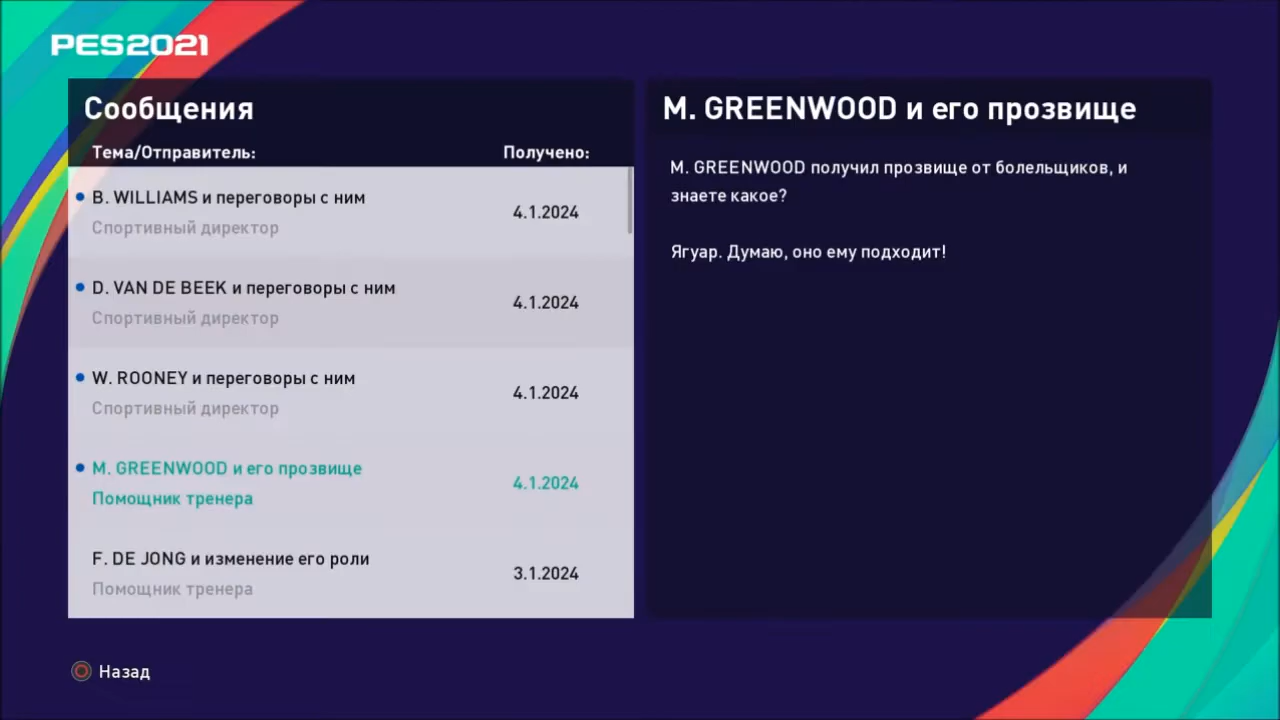 PES2021
Сообщения
Тема/Отправитель: Получено:
B. WILLIAMS и переговоры с ним
Спортивный директор
4.1.2024
D. VAN DE BEEK и переговоры с ним
Спортивный директор
4.1.2024
W. ROONEY и переговоры с ним
Спортивный директор
4.1.2024
M. GREENWOOD и его прозвище
Помощник тренера
4.1.2024
F. DE JONG и изменение его роли
Помощник тренера
3.1.2024
M. GREENWOOD и его прозвище
M. GREENWOOD получил прозвище от болельщиков, и
знаете какое?
Ягуар. Думаю, оно ему подходит!
Назад